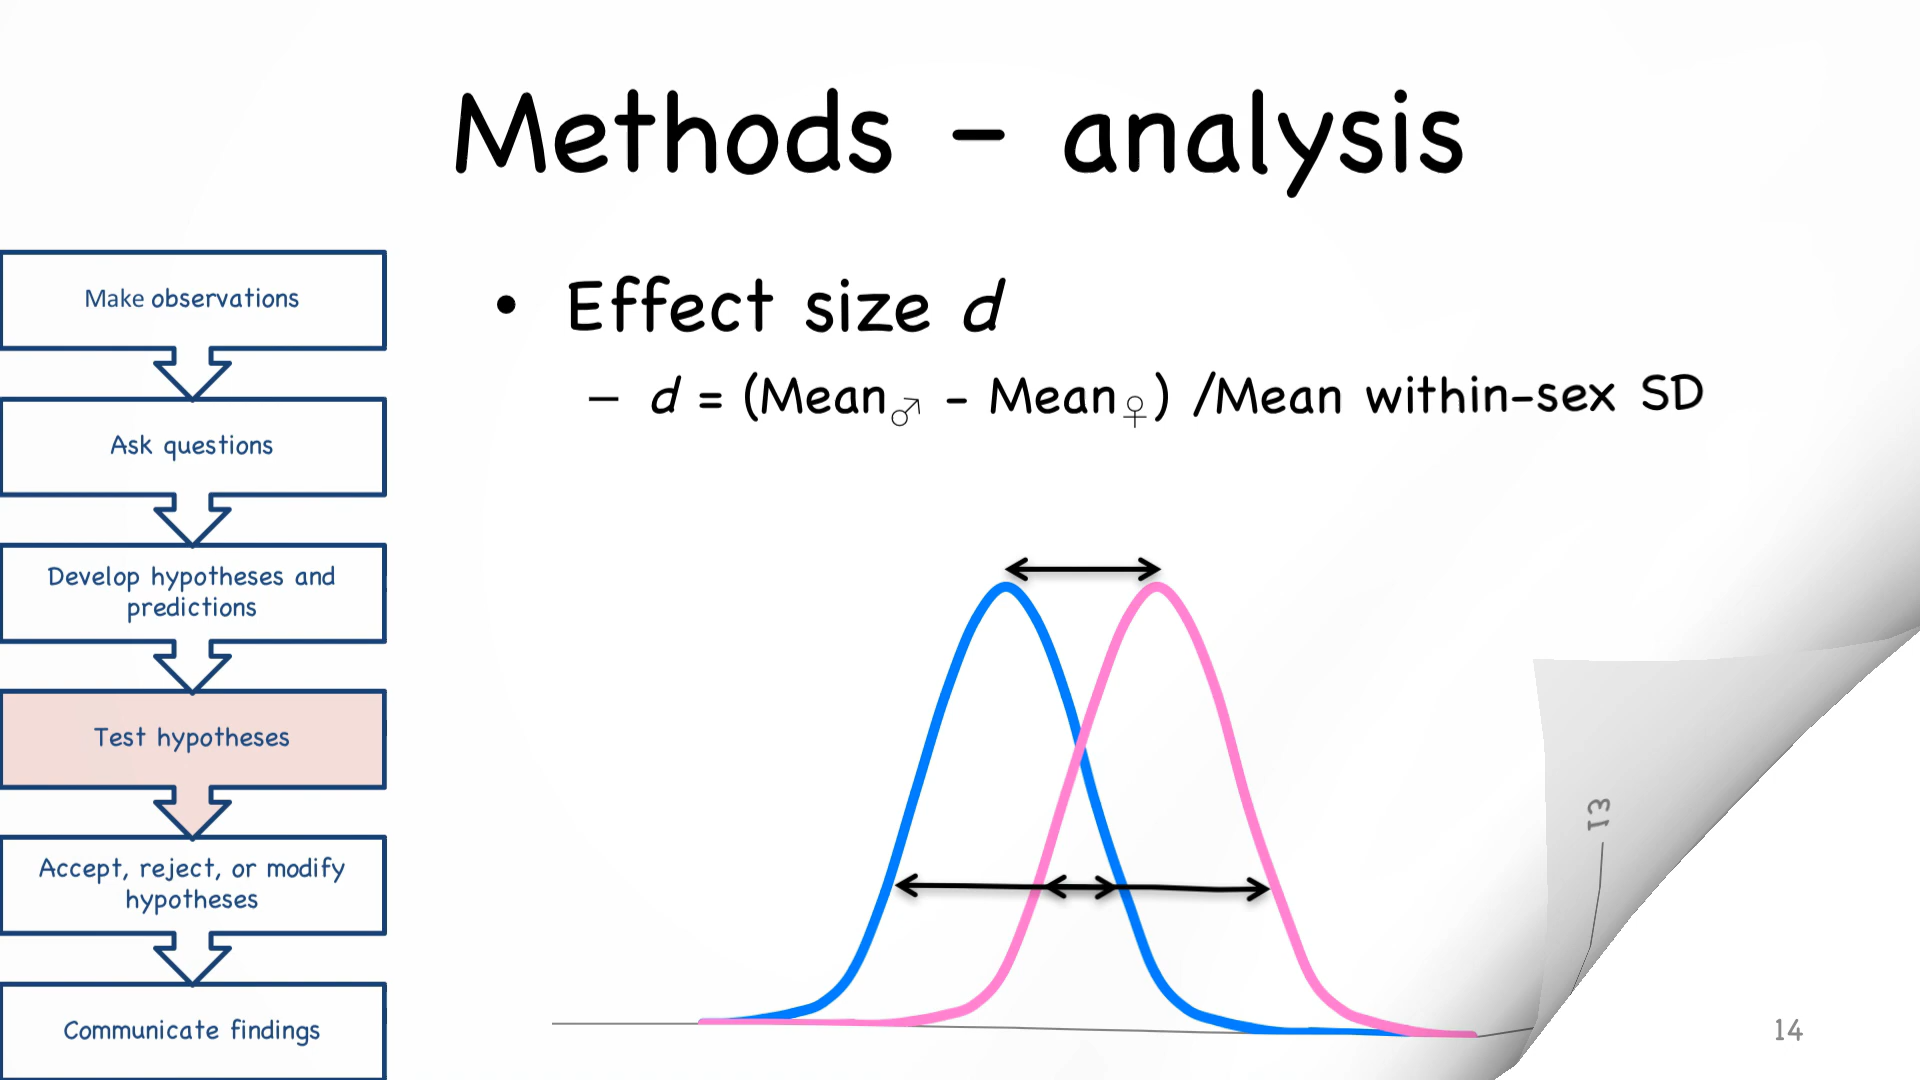 Methods – analysis
Make observations
Ask questions
Develop hypotheses and
predictions
Test hypotheses
Accept, reject, or modify
hypotheses
Communicate findings
• Effect size d
– d = (Mean♂ - Mean♀) /Mean within-sex SD
13
14